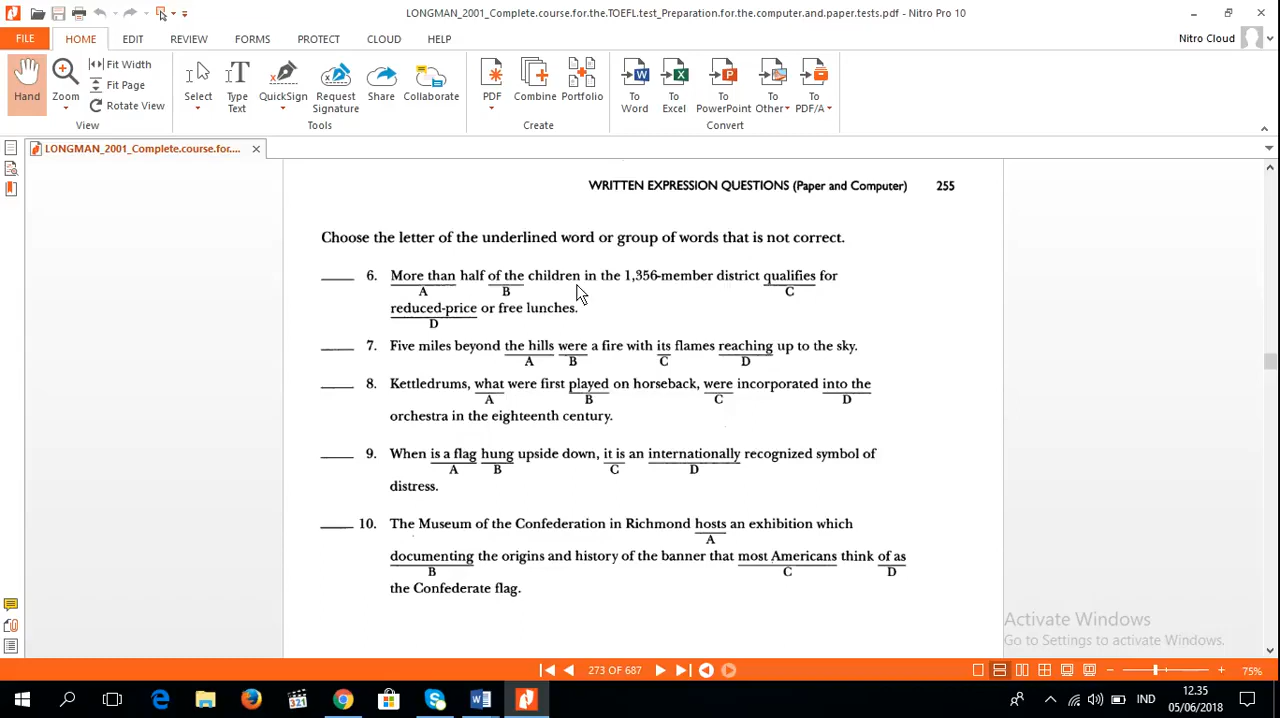 LONGMAN_2001_Complete.course.for.the.TOEFL.test_Preparation.for.the.computer.and.paper.tests.pdf - Nitro Pro 10
FILE HOME EDIT REVIEW FORMS PROTECT CLOUD HELP Nitro Cloud
Hand
Zoom
Fit Width
Fit Page
Rotate View
Select
Type Text
QuickSign
Request Signature
Share
Collaborate
PDF
Combine
Portfolio
To Word
To Excel
To PowerPoint
To Other
To PDF/A
View Tools Create Convert
LONGMAN_2001_Complete.course.for....
WRITTEN EXPRESSION QUESTIONS (Paper and Computer) 255
Choose the letter of the underlined word or group of words that is not correct.
____ 6. More than half of the children in the 1,356-member district qualifies for
A B C
reduced-price or free lunches.
D
____ 7. Five miles beyond the hills were a fire with its flames reaching up to the sky.
A B C D
____ 8. Kettledrums, what were first played on horseback, were incorporated into the
A B C D
orchestra in the eighteenth century.
____ 9. When is a flag hung upside down, it is an internationally recognized symbol of
A B C D
distress.
____ 10. The Museum of the Confederation in Richmond hosts an exhibition which
A
documenting the origins and history of the banner that most Americans think of as
B C D
the Confederate flag.
Activate Windows
Go to Settings to activate Windows.
273 OF 687
75%
321
IND
12.35
05/06/2018